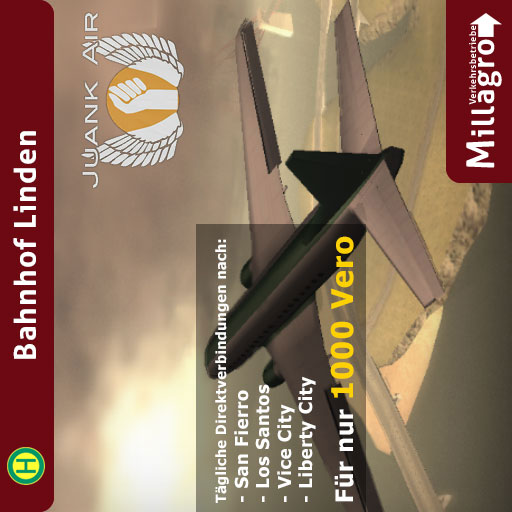 H Bahnhof Linden
JUANK AIR
Tägliche Direktverbindungen nach:
- San Fierro
- Los Santos
- Vice City
- Liberty City
Für nur 1000 Vero
Verkehrsbetriebe
Millagro